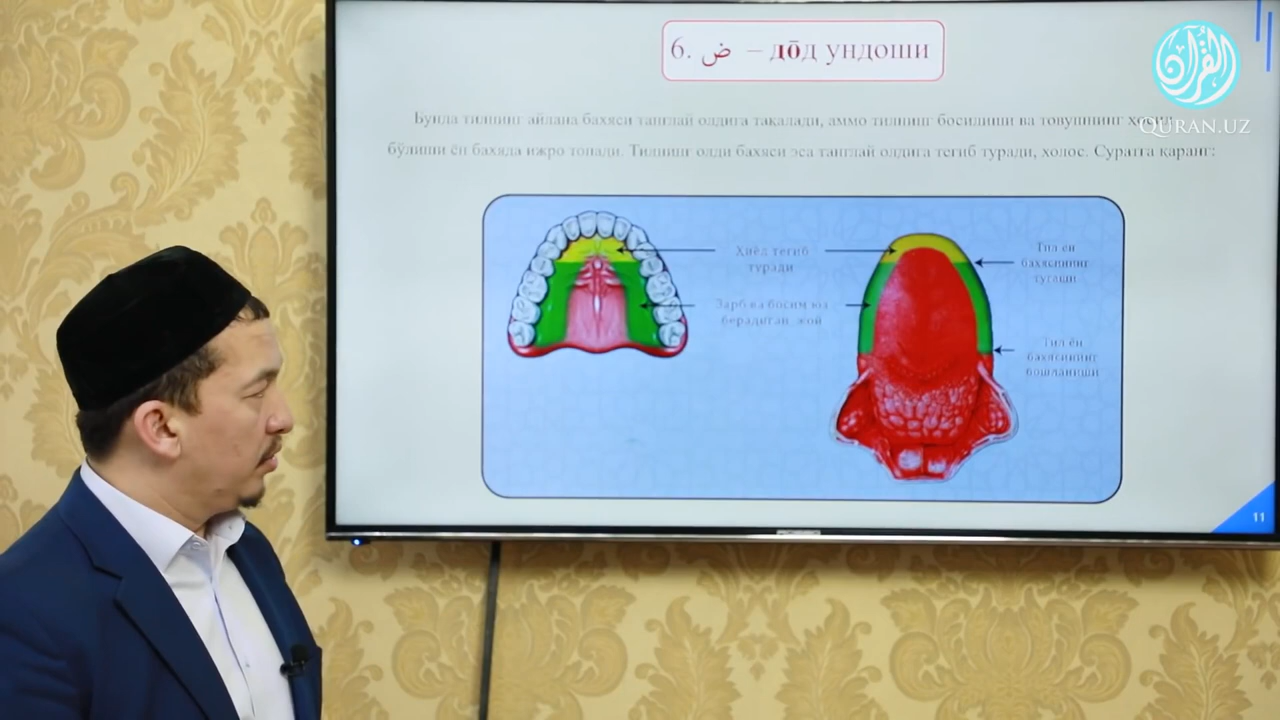 6. ض – дōд ундоши
QURAN.UZ
Бунда тилнинг айлана бахяси танглай олдига тақалади, аммо тилнинг босилиши ва товушнинг ҳосил
бўлиши ён бахяда ижро топади. Тилнинг олди бахяси эса танглай олдига тегиб туради, холос. Суратга қаранг:
Хиёл тегиб
туради
Зарб ва босим юз
берадиган жой
Тил ён
бахясининг
тугаши
Тил ён
бахясининг
бошланиши
11